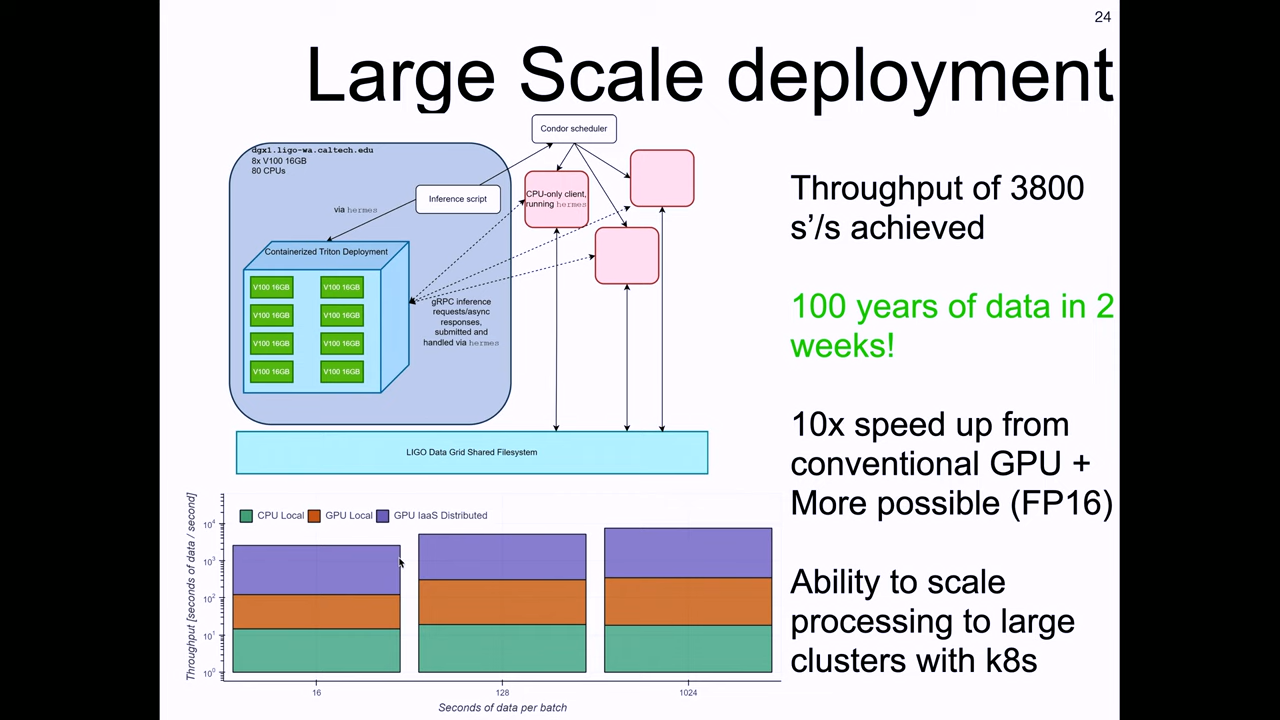 24
Large Scale deployment
dgx1.ligo-wa.caltech.edu
8x V100 16GB
80 CPUs
Condor scheduler
Inference script
via hermes
CPU-only client,
running hermes
Containerized Triton Deployment
V100 16GB V100 16GB
V100 16GB V100 16GB
V100 16GB V100 16GB
V100 16GB V100 16GB
gRPC inference
requests/async
responses,
submitted and
handled via hermes
LIGO Data Grid Shared Filesystem
Throughput of 3800
s'/s achieved
100 years of data in 2
weeks!
10x speed up from
conventional GPU +
More possible (FP16)
Ability to scale
processing to large
clusters with k8s
Throughput [seconds of data / second]
CPU Local GPU Local GPU IaaS Distributed
10⁴
10³
10²
10¹
10⁰
16 128 1024
Seconds of data per batch